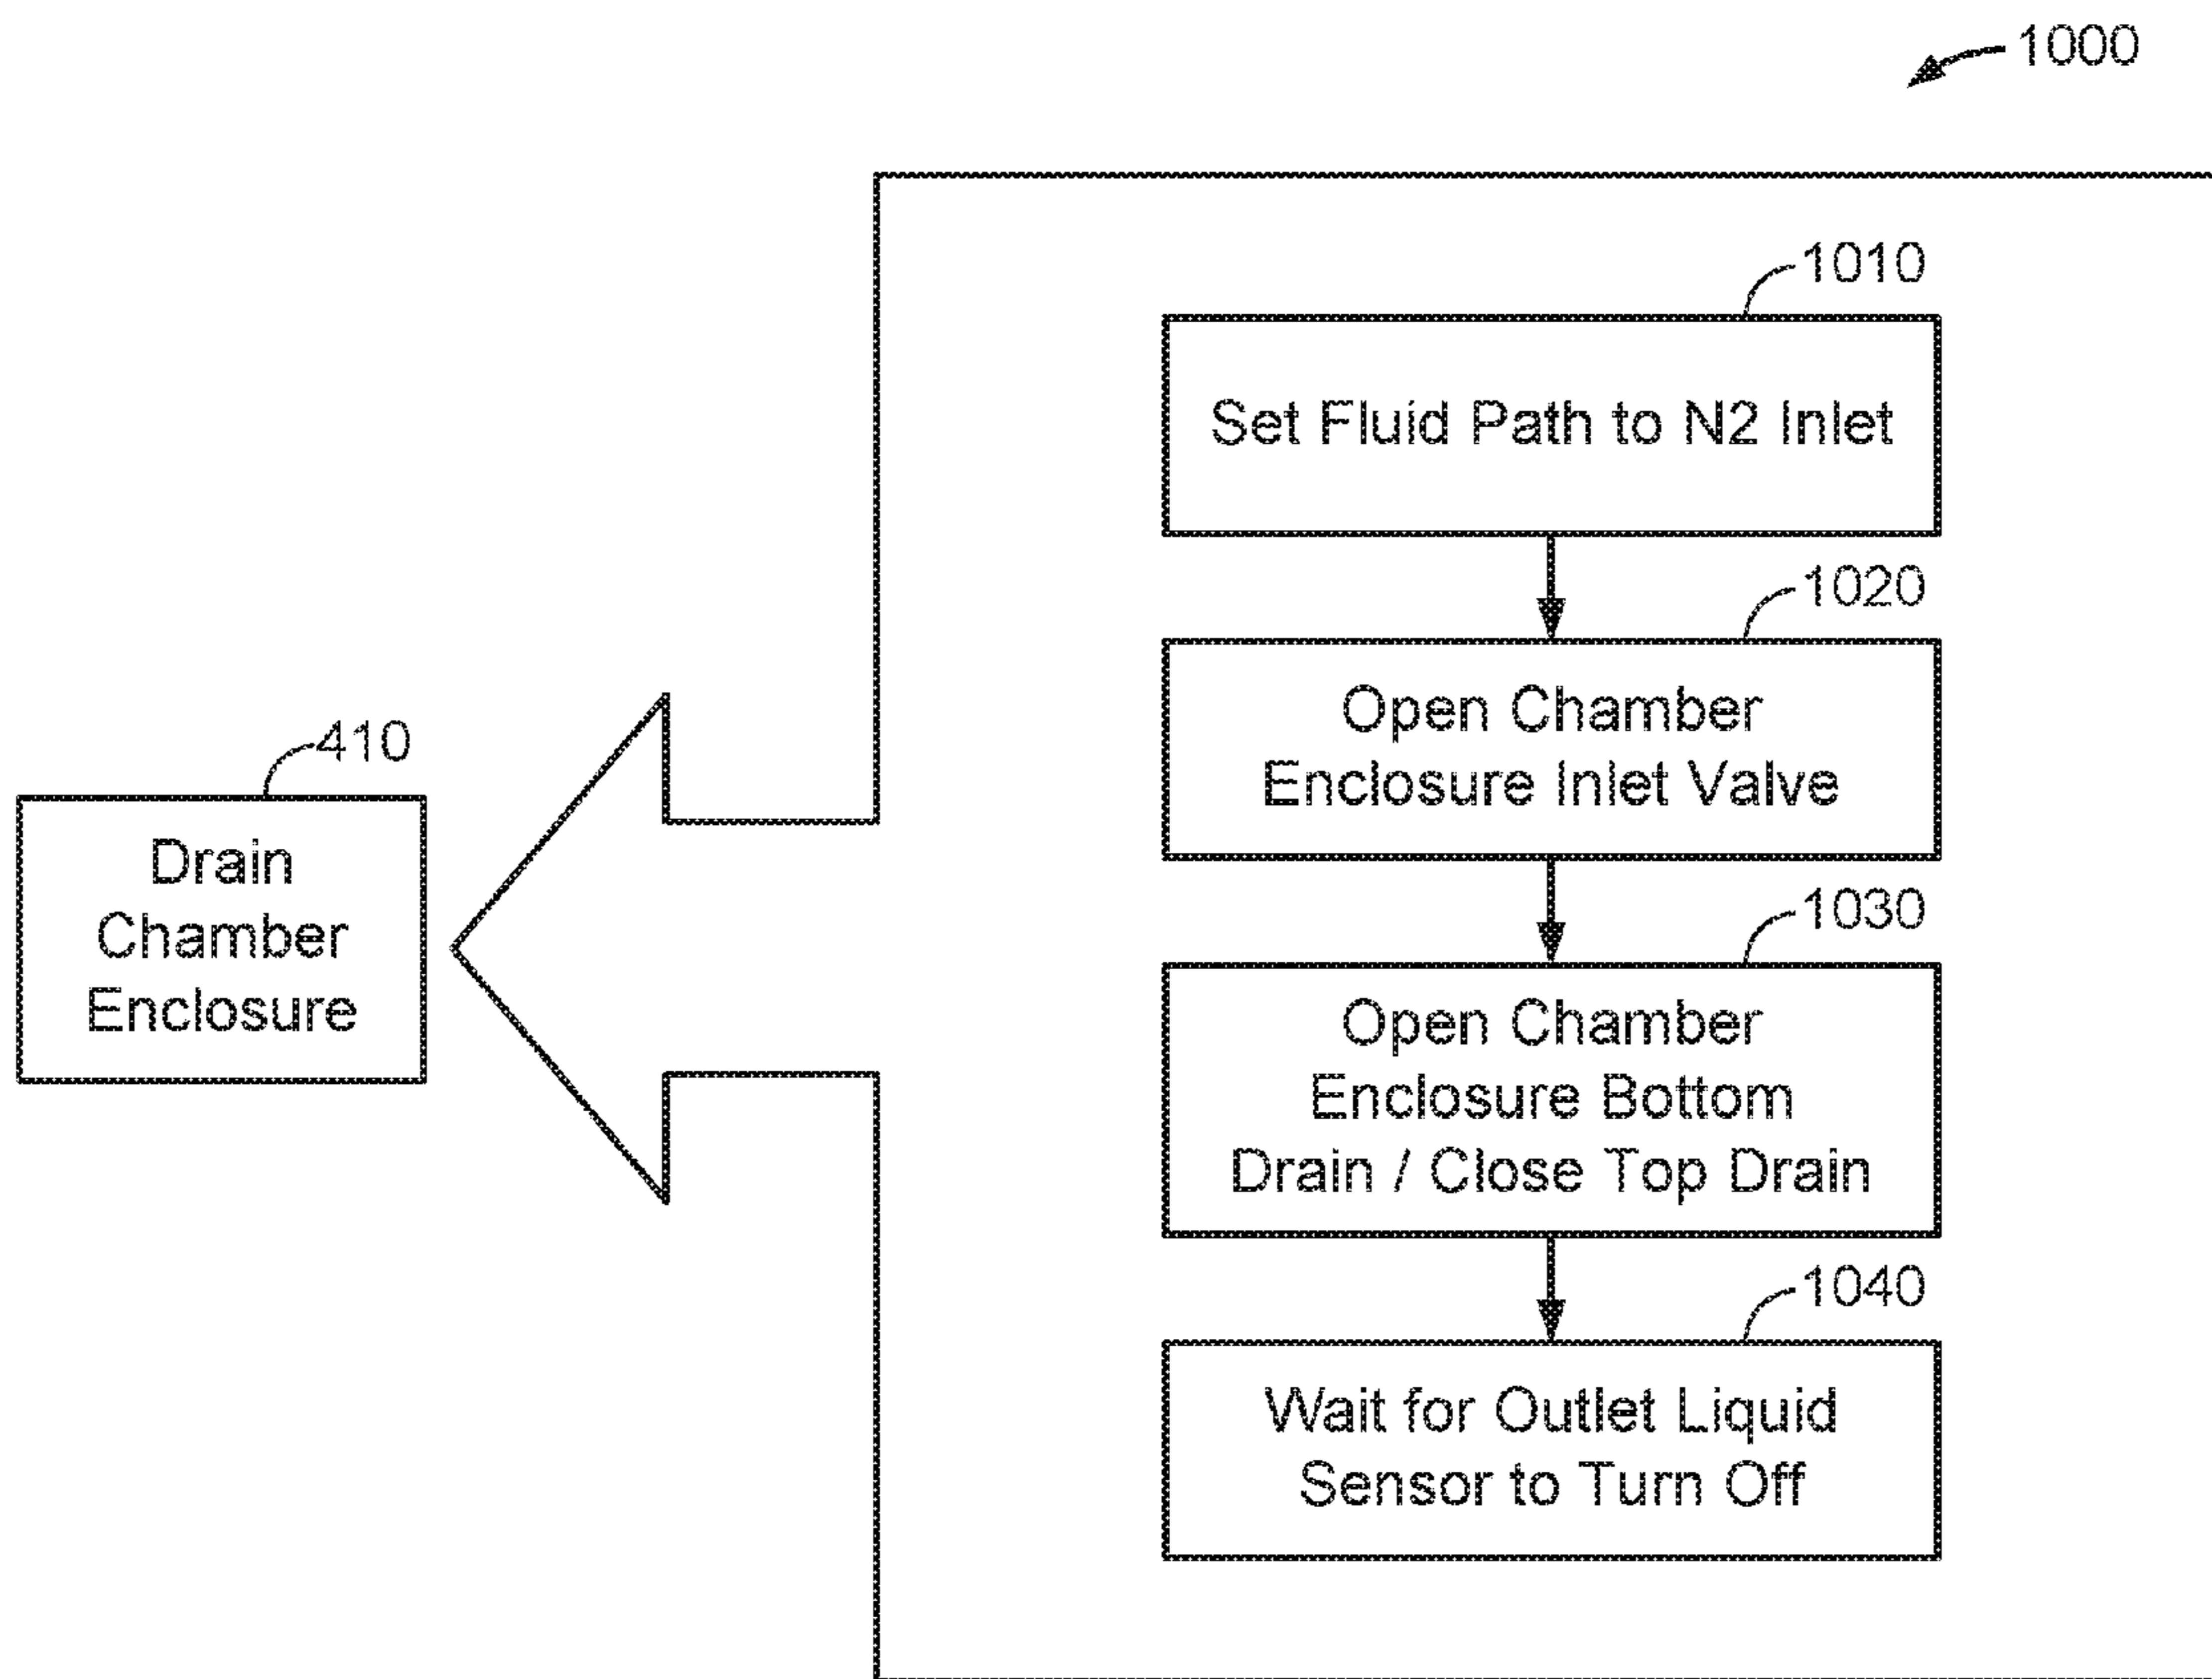 1000
410
Drain
Chamber
Enclosure
1010
Set Fluid Path to N2 Inlet
1020
Open Chamber
Enclosure Inlet Valve
1030
Open Chamber
Enclosure Bottom
Drain / Close Top Drain
1040
Wait for Outlet Liquid
Sensor to Turn Off